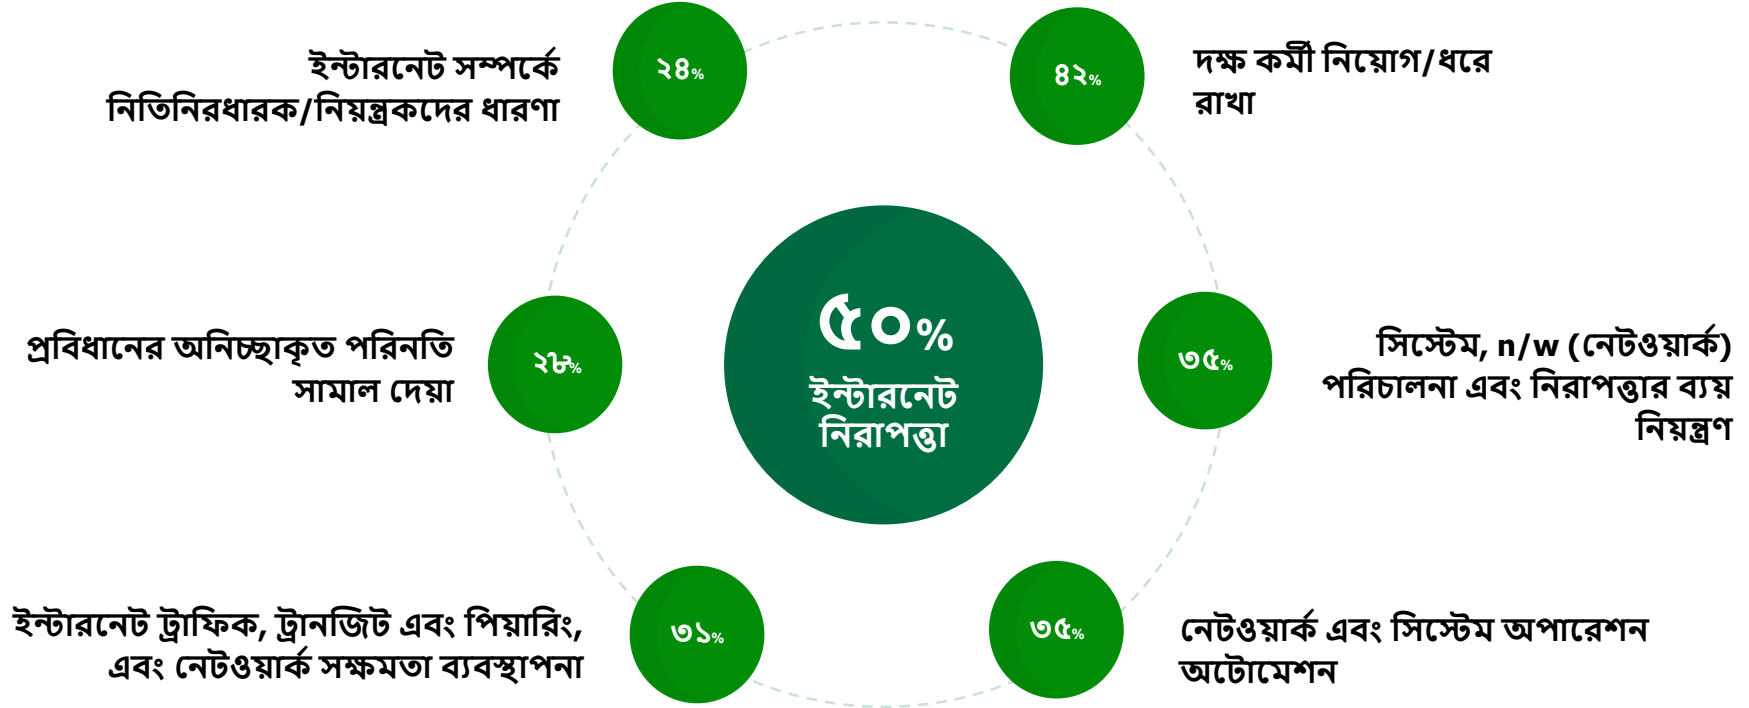 ২৪%
ইন্টারনেট সম্পর্কে
নিতিনিরধারক/নিয়ন্ত্রকদের ধারণা
৪২%
দক্ষ কর্মী নিয়োগ/ধরে
রাখা
৫০%
ইন্টারনেট
নিরাপত্তা
প্রবিধানের অনিচ্ছাকৃত পরিনতি
সামাল দেয়া
২৮%
৩৫%
সিস্টেম, n/w (নেটওয়ার্ক)
পরিচালনা এবং নিরাপত্তার ব্যয়
নিয়ন্ত্রণ
ইন্টারনেট ট্রাফিক, ট্রানজিট এবং পিয়ারিং,
এবং নেটওয়ার্ক সক্ষমতা ব্যবস্থাপনা
৩১%
৩৫%
নেটওয়ার্ক এবং সিস্টেম অপারেশন
অটোমেশন